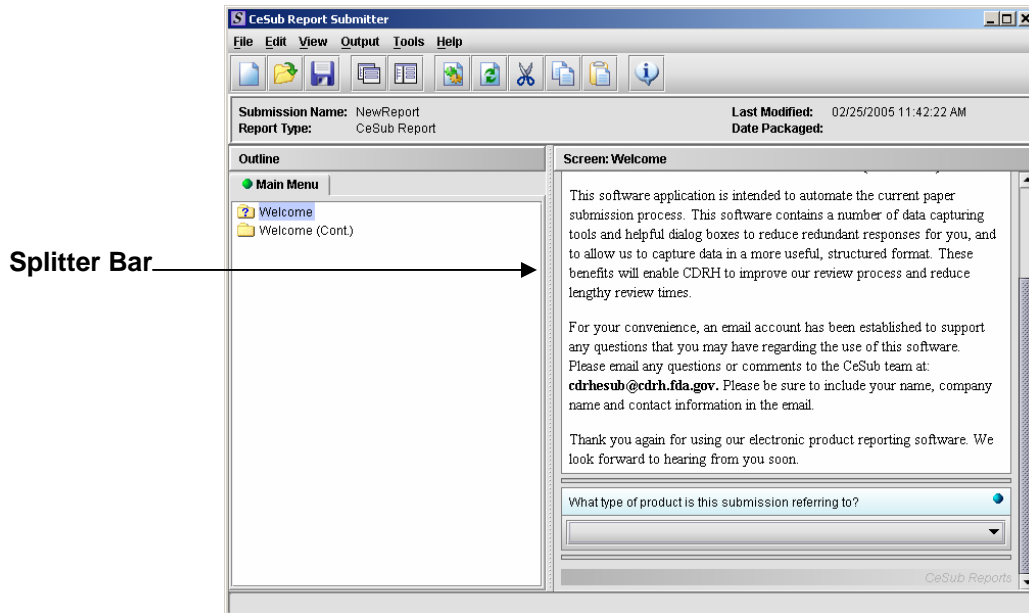 CeSub Report Submitter
File Edit View Output Tools Help
Submission Name: NewReport
Last Modified: 02/25/2005 11:42:22 AM
Report Type: CeSub Report
Date Packaged:
Outline
Screen: Welcome
Main Menu
Welcome
Welcome (Cont.)
Splitter Bar
This software application is intended to automate the current paper
submission process. This software contains a number of data capturing
tools and helpful dialog boxes to reduce redundant responses for you, and
to allow us to capture data in a more useful, structured format. These
benefits will enable CDRH to improve our review process and reduce
lengthy review times.
For your convenience, an email account has been established to support
any questions that you may have regarding the use of this software.
Please email any questions or comments to the CeSub team at:
cdrhesub@cdrh.fda.gov. Please be sure to include your name, company
name and contact information in the email.
Thank you again for using our electronic product reporting software. We
look forward to hearing from you soon.
What type of product is this submission referring to?
CeSub Reports